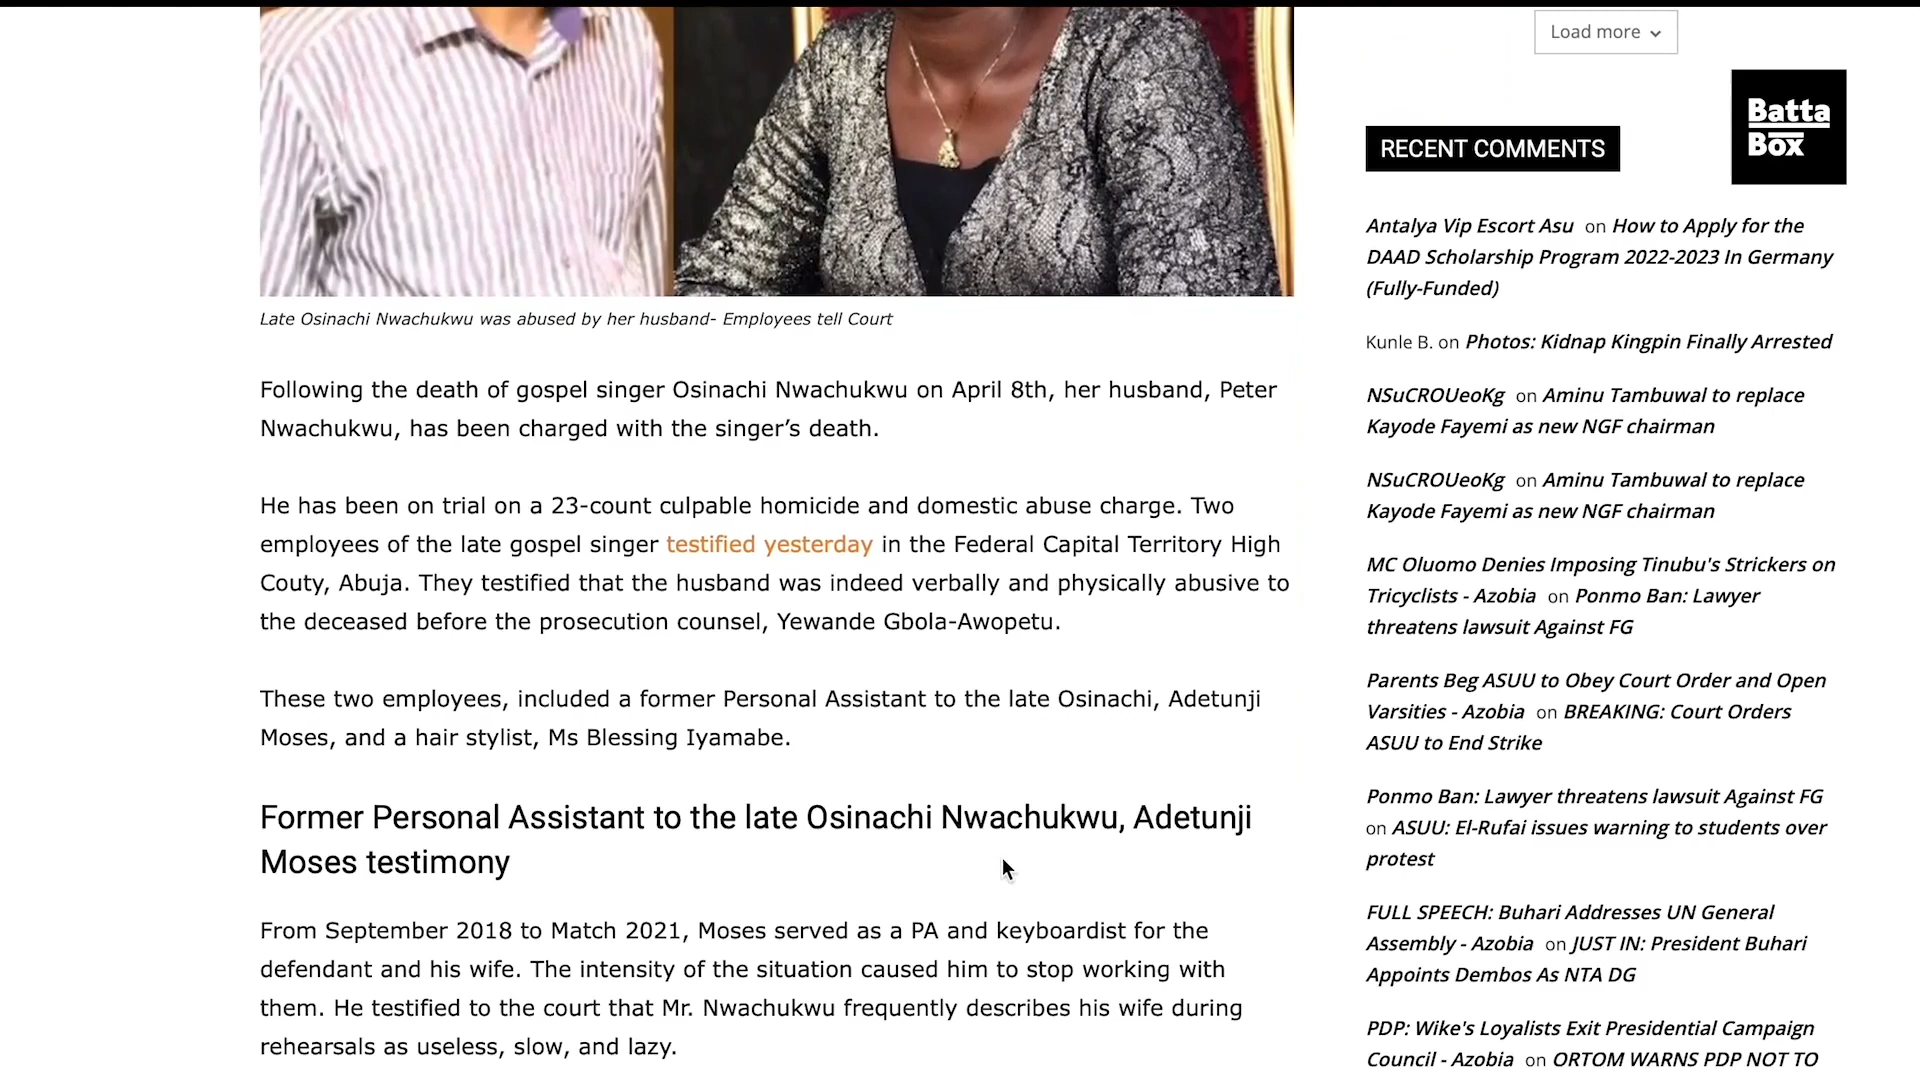 Late Osinachi Nwachukwu was abused by her husband- Employees tell Court
Following the death of gospel singer Osinachi Nwachukwu on April 8th, her husband, Peter
Nwachukwu, has been charged with the singer’s death.
He has been on trial on a 23-count culpable homicide and domestic abuse charge. Two
employees of the late gospel singer testified yesterday in the Federal Capital Territory High
Couty, Abuja. They testified that the husband was indeed verbally and physically abusive to
the deceased before the prosecution counsel, Yewande Gbola-Awopetu.
These two employees, included a former Personal Assistant to the late Osinachi, Adetunji
Moses, and a hair stylist, Ms Blessing Iyamabe.
Former Personal Assistant to the late Osinachi Nwachukwu, Adetunji
Moses testimony
From September 2018 to Match 2021, Moses served as a PA and keyboardist for the
defendant and his wife. The intensity of the situation caused him to stop working with
them. He testified to the court that Mr. Nwachukwu frequently describes his wife during
rehearsals as useless, slow, and lazy.
Load more
Batta
Box
RECENT COMMENTS
Antalya Vip Escort Asu on How to Apply for the
DAAD Scholarship Program 2022-2023 In Germany
(Fully-Funded)
Kunle B. on Photos: Kidnap Kingpin Finally Arrested
NSuCROUeoKg on Aminu Tambuwal to replace
Kayode Fayemi as new NGF chairman
NSuCROUeoKg on Aminu Tambuwal to replace
Kayode Fayemi as new NGF chairman
MC Oluomo Denies Imposing Tinubu's Strickers on
Tricyclists - Azobia on Ponmo Ban: Lawyer
threatens lawsuit Against FG
Parents Beg ASUU to Obey Court Order and Open
Varsities - Azobia on BREAKING: Court Orders
ASUU to End Strike
Ponmo Ban: Lawyer threatens lawsuit Against FG
on ASUU: El-Rufai issues warning to students over
protest
FULL SPEECH: Buhari Addresses UN General
Assembly - Azobia on JUST IN: President Buhari
Appoints Dembos As NTA DG
PDP: Wike's Loyalists Exit Presidential Campaign
Council - Azobia on ORTOM WARNS PDP NOT TO